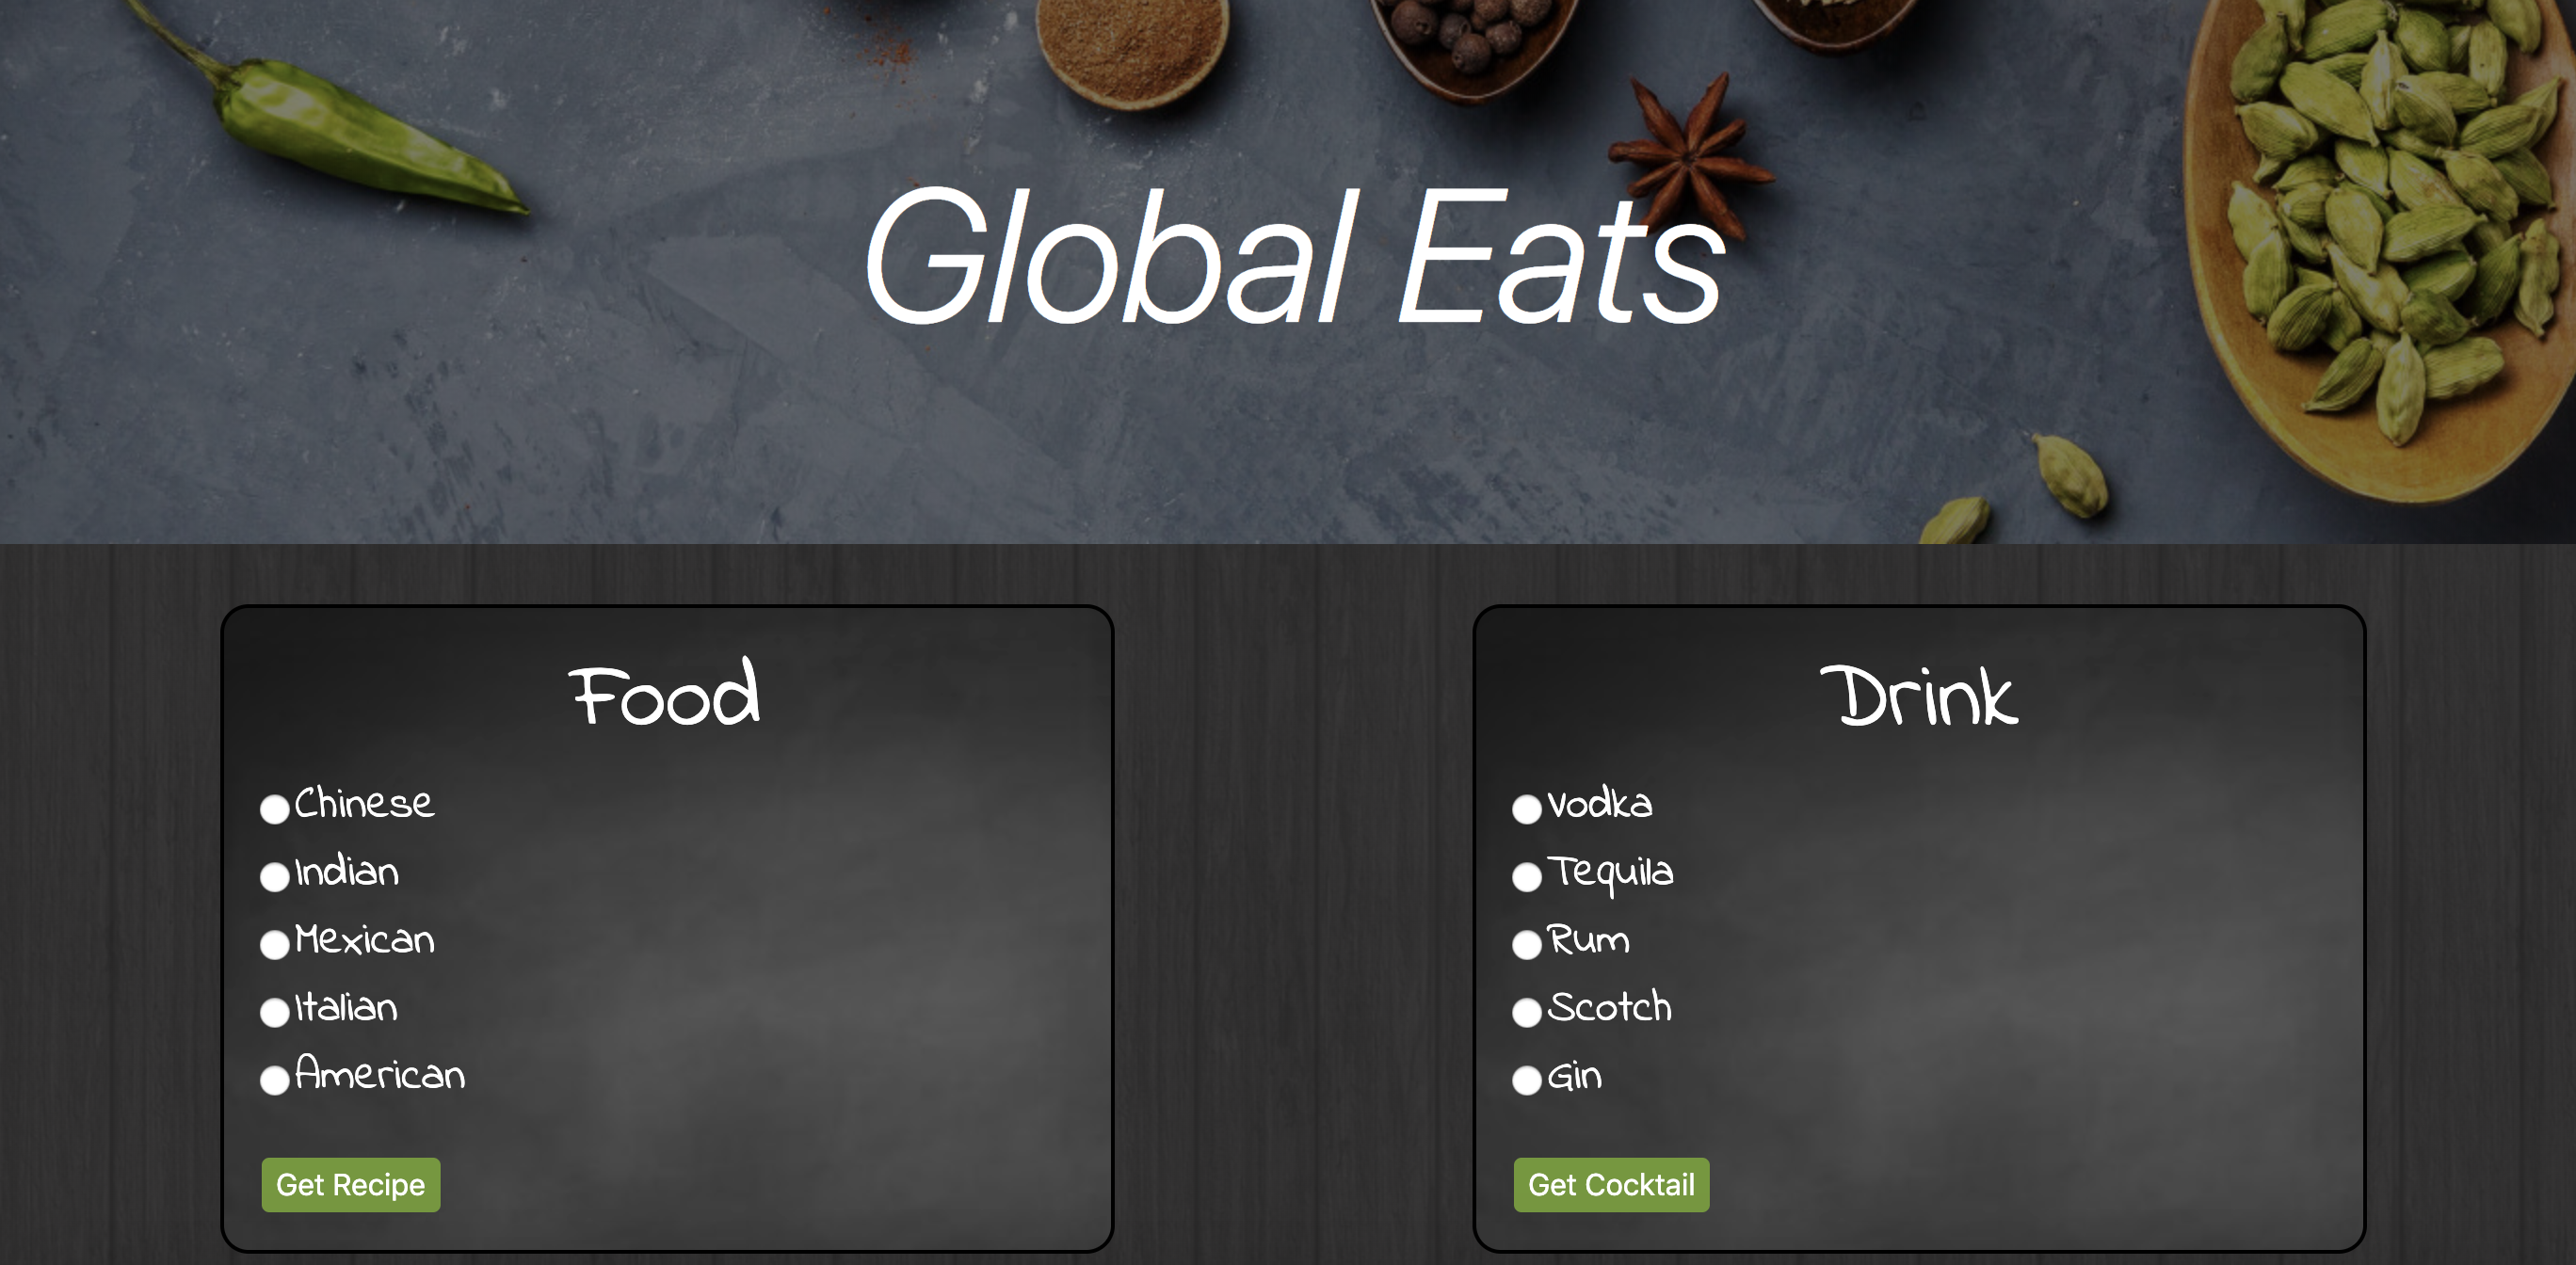 Global Eats
Food
Chinese
Indian
Mexican
Italian
American
Get Recipe
Drink
Vodka
Tequila
Rum
Scotch
Gin
Get Cocktail